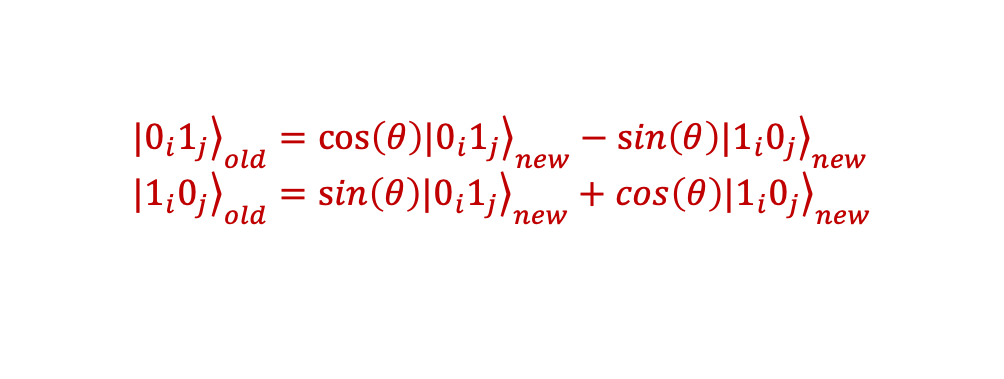 |0ᵢ1ⱼ⟩_old = cos(θ)|0ᵢ1ⱼ⟩_new − sin(θ)|1ᵢ0ⱼ⟩_new
|1ᵢ0ⱼ⟩_old = sin(θ)|0ᵢ1ⱼ⟩_new + cos(θ)|1ᵢ0ⱼ⟩_new